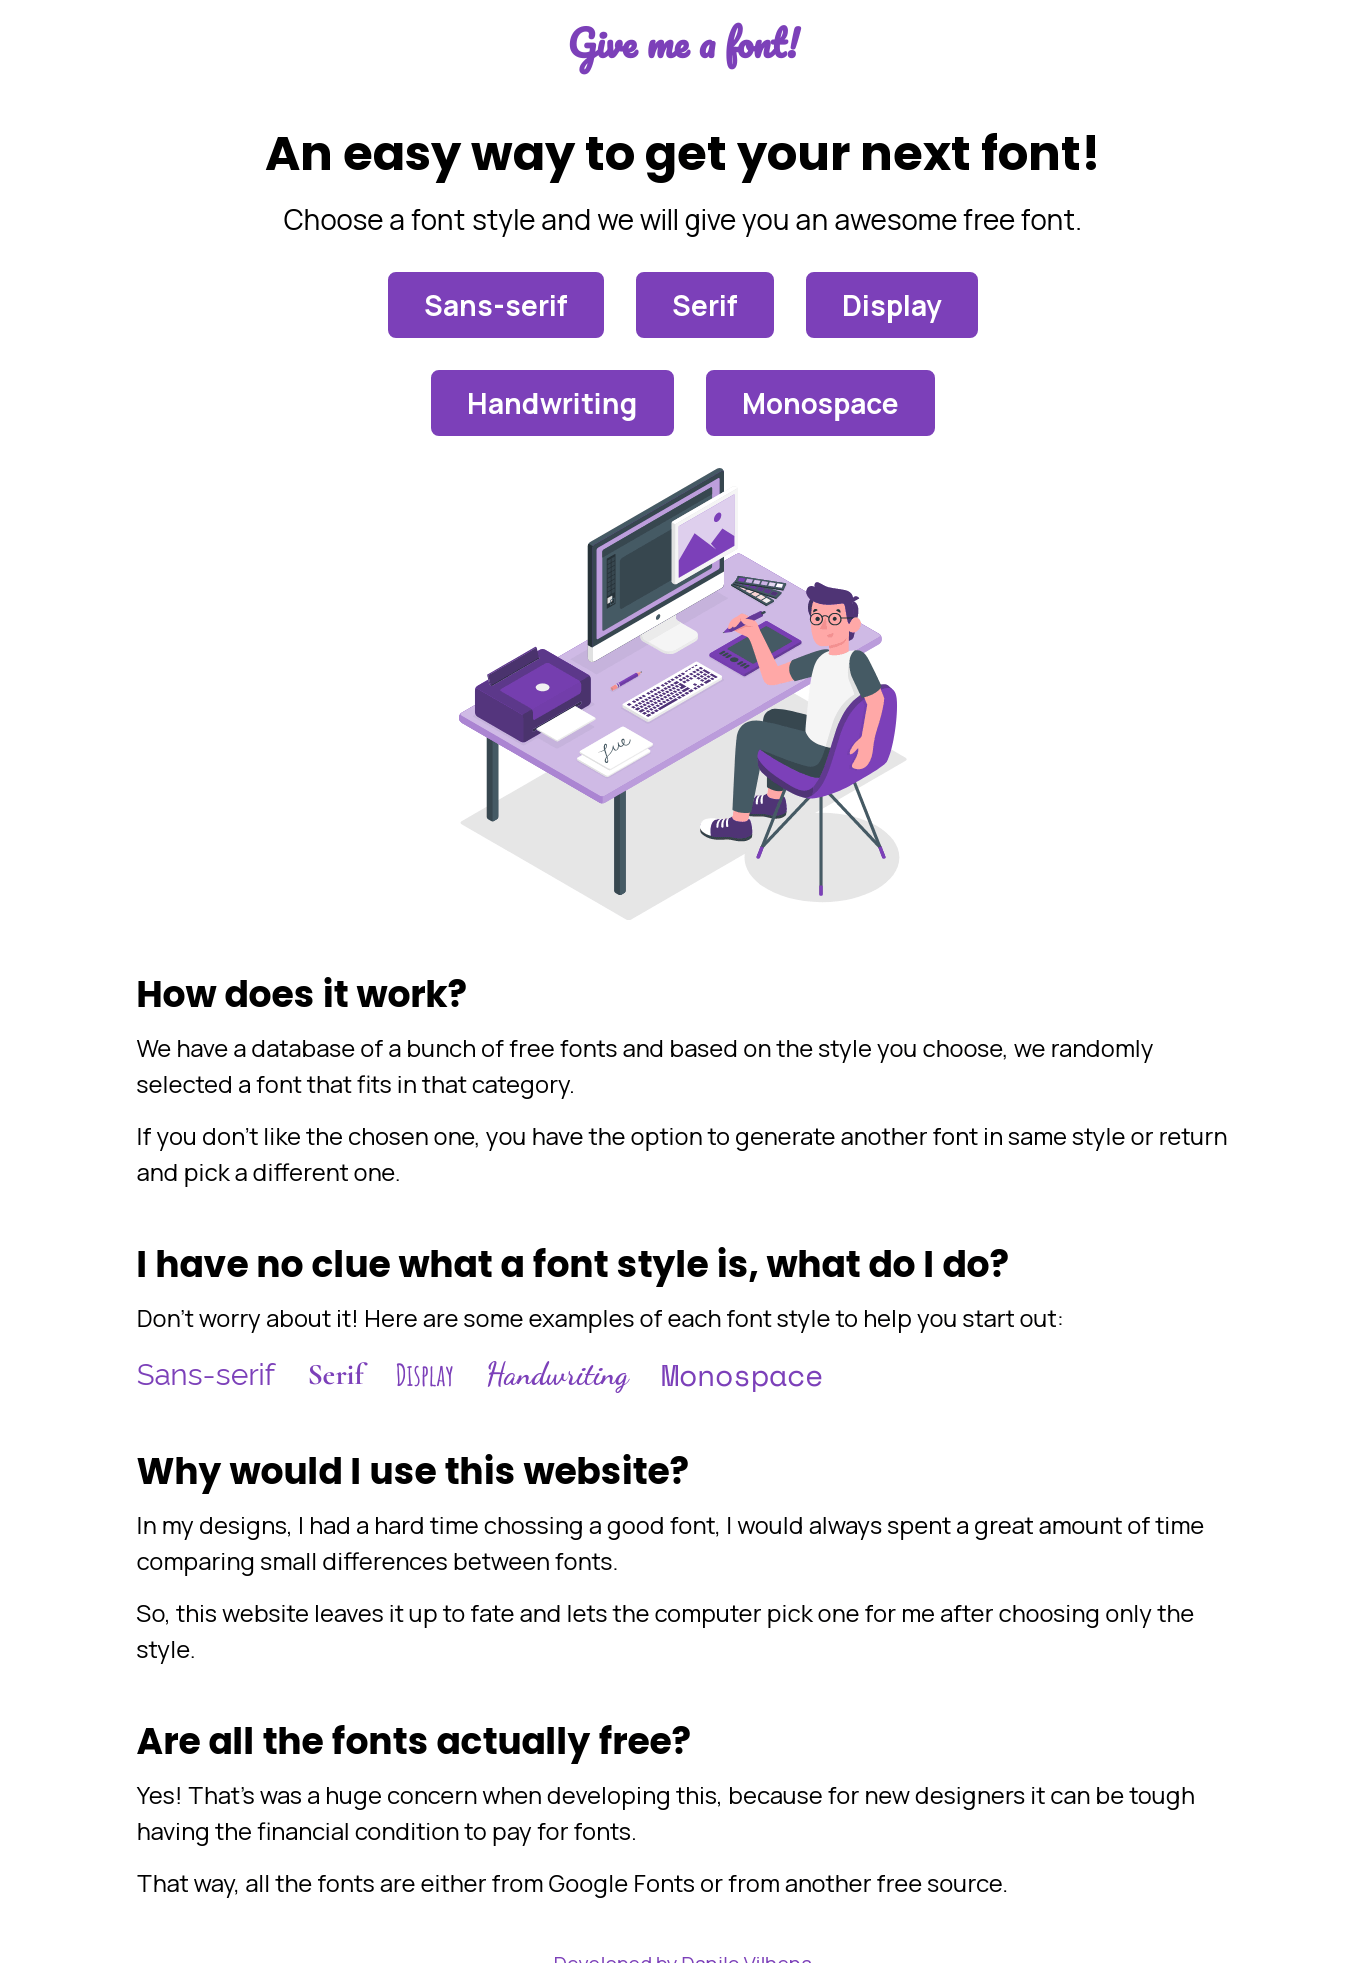 Give me a font!
An easy way to get your next font!
Choose a font style and we will give you an awesome free font.
Sans-serif Serif Display
Handwriting Monospace
How does it work?
We have a database of a bunch of free fonts and based on the style you choose, we randomly
selected a font that fits in that category.
If you don't like the chosen one, you have the option to generate another font in same style or return
and pick a different one.
I have no clue what a font style is, what do I do?
Don't worry about it! Here are some examples of each font style to help you start out:
Sans-serif Serif Display Handwriting Monospace
Why would I use this website?
In my designs, I had a hard time chossing a good font, I would always spent a great amount of time
comparing small differences between fonts.
So, this website leaves it up to fate and lets the computer pick one for me after choosing only the
style.
Are all the fonts actually free?
Yes! That's was a huge concern when developing this, because for new designers it can be tough
having the financial condition to pay for fonts.
That way, all the fonts are either from Google Fonts or from another free source.
Developed by Danilo Vilhena